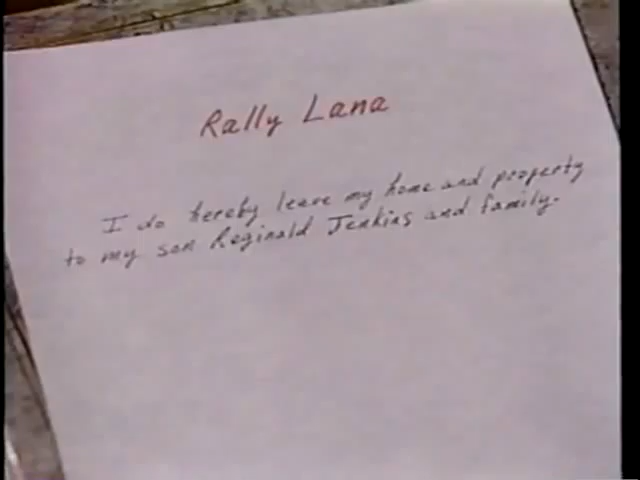 Rally Lana
I do hereby leave my home and property
to my son Reginald Jenkins and family.